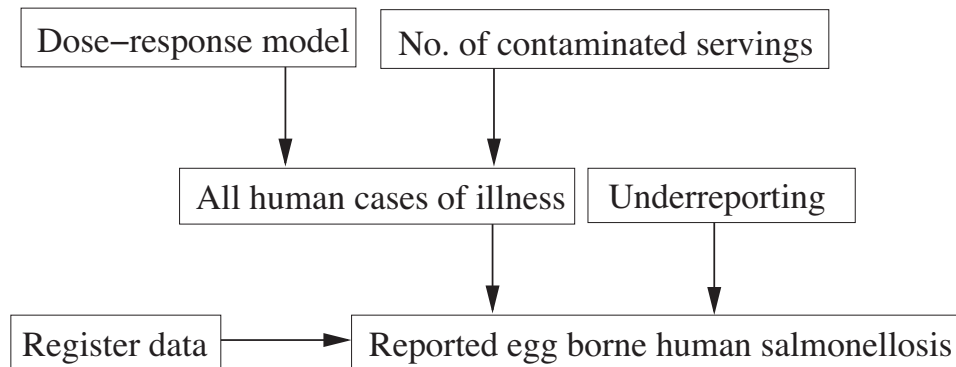 Dose–response model
No. of contaminated servings
All human cases of illness
Underreporting
Register data
Reported egg borne human salmonellosis